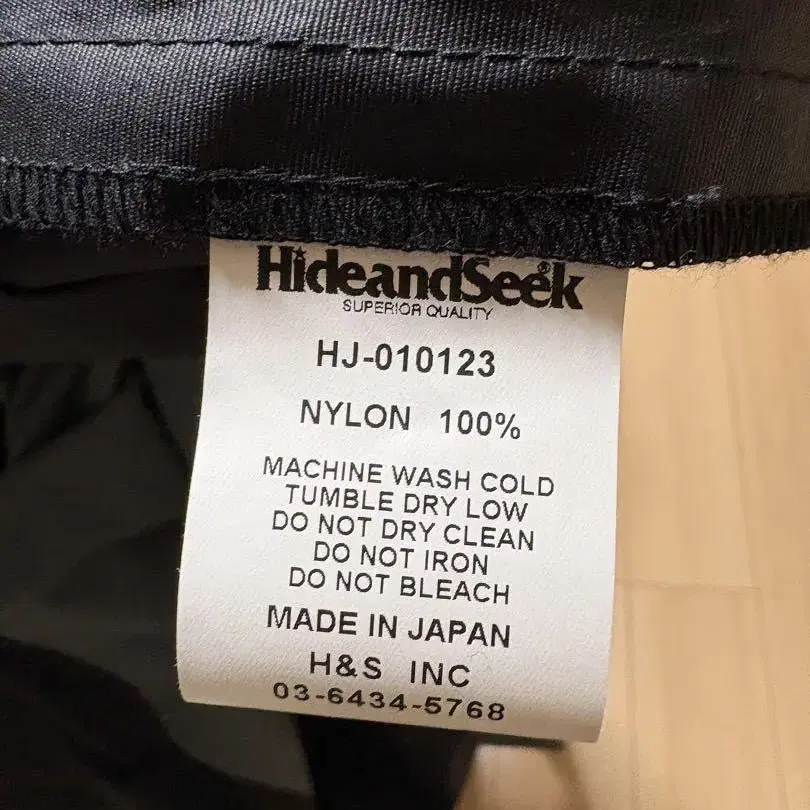 HideandSeek
SUPERIOR QUALITY
HJ-010123
NYLON 100%
MACHINE WASH COLD
TUMBLE DRY LOW
DO NOT DRY CLEAN
DO NOT IRON
DO NOT BLEACH
MADE IN JAPAN
H&S INC
03-6434-5768